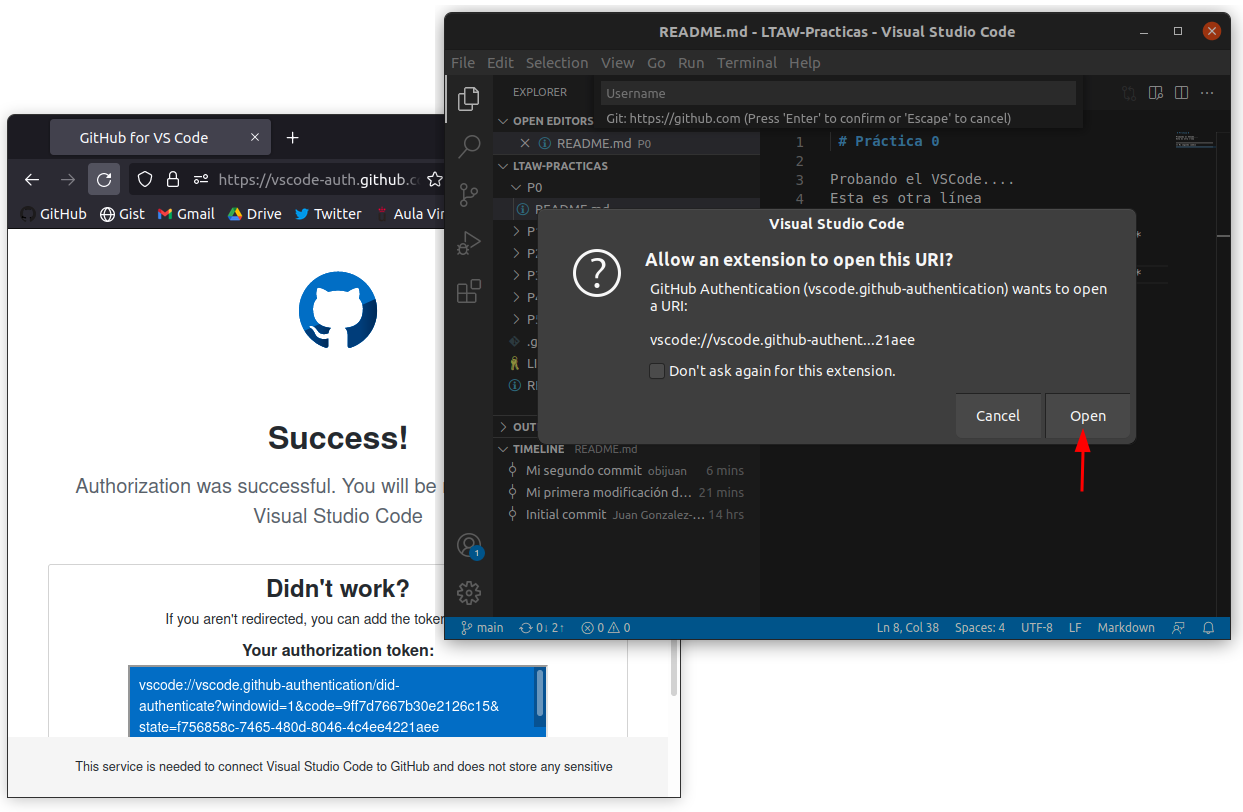 GitHub for VS Code
https://vscode-auth.github.c
GitHub Gist Gmail Drive Twitter Aula Vir
Success!
Authorization was successful. You will be
Visual Studio Code
Didn't work?
If you aren't redirected, you can add the token
Your authorization token:
vscode://vscode.github-authentication/did-
authenticate?windowid=1&code=9ff7d7667b30e2126c15&
state=f756858c-7465-480d-8046-4c4ee4221aee
This service is needed to connect Visual Studio Code to GitHub and does not store any sensitive
README.md - LTAW-Practicas - Visual Studio Code
File Edit Selection View Go Run Terminal Help
EXPLORER
Username
Git: https://github.com (Press 'Enter' to confirm or 'Escape' to cancel)
OPEN EDITORS
README.md P0
LTAW-PRACTICAS
P0
README.md
1 # Práctica 0
2
3 Probando el VSCode....
4 Esta es otra línea
Visual Studio Code
Allow an extension to open this URI?
GitHub Authentication (vscode.github-authentication) wants to open
a URI:
vscode://vscode.github-authent...21aee
Don't ask again for this extension.
Cancel Open
.g
LI
RE
OUT
TIMELINE README.md
Mi segundo commit obijuan 6 mins
Mi primera modificación d... 21 mins
Initial commit Juan Gonzalez-... 14 hrs
1
main 0↓ 2↑ 0 0 Ln 8, Col 38 Spaces: 4 UTF-8 LF Markdown